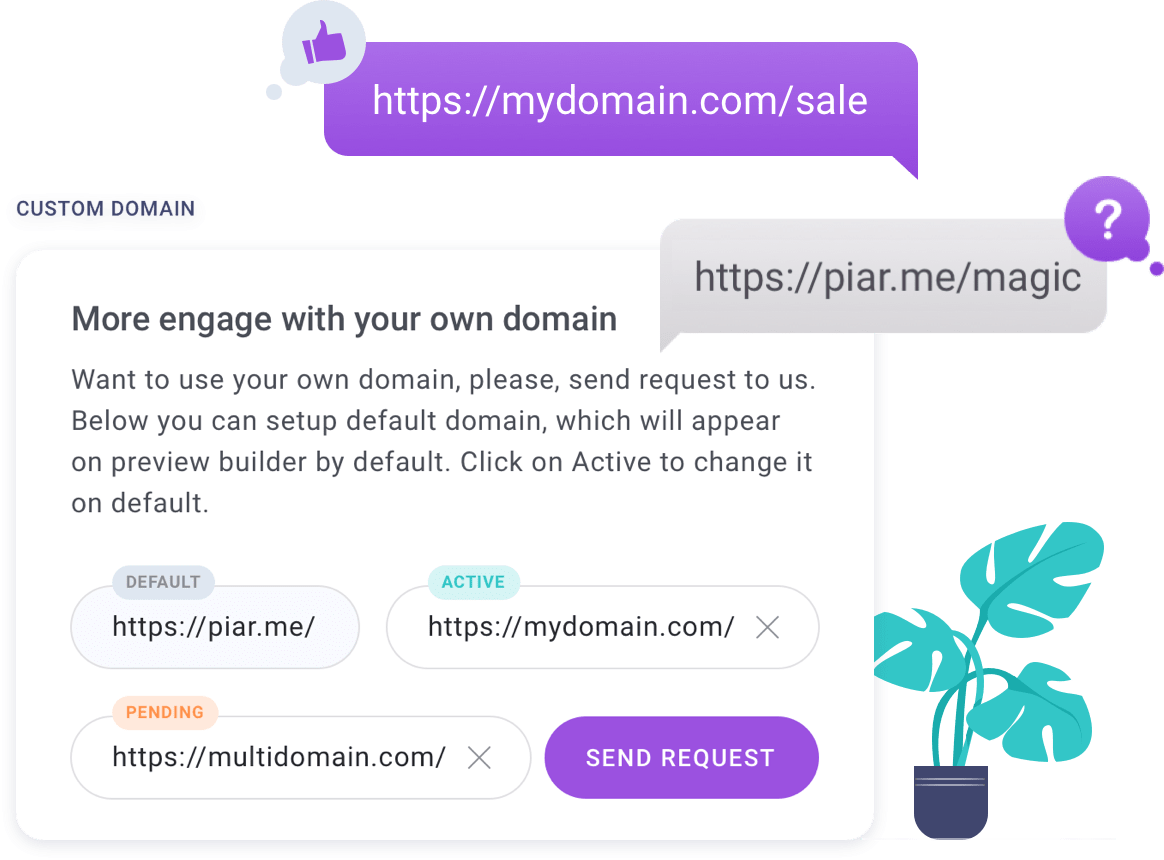 https://mydomain.com/sale
CUSTOM DOMAIN
?
https://piar.me/magic
More engage with your own domain
Want to use your own domain, please, send request to us.
Below you can setup default domain, which will appear
on preview builder by default. Click on Active to change it
on default.
DEFAULT
https://piar.me/
ACTIVE
https://mydomain.com/
PENDING
https://multidomain.com/
SEND REQUEST